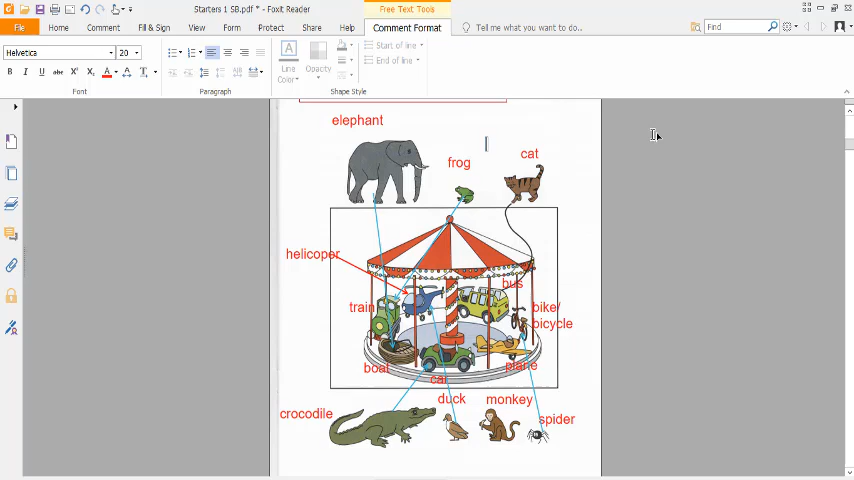 Starters 1 SB.pdf * - Foxit Reader
Free Text Tools
File
Home
Comment
Fill & Sign
View
Form
Protect
Share
Help
Comment Format
Tell me what you want to do...
Find
Helvetica
20
Line
Color
Opacity
Start of line
End of line
Font
Paragraph
Shape Style
elephant
frog
cat
helicoper
bus
train
bike/
bicycle
boat
plane
car
duck
monkey
crocodile
spider